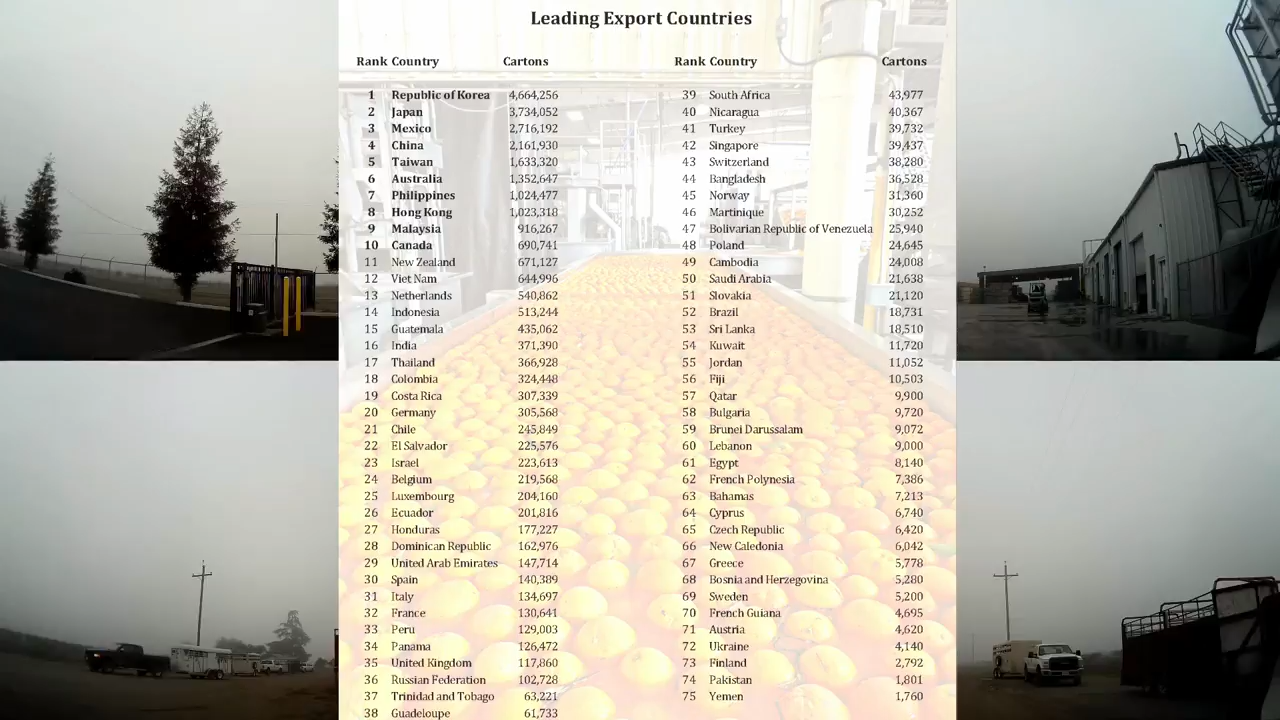 Leading Export Countries
Rank Country Cartons Rank Country Cartons
1 Republic of Korea 4,664,256 39 South Africa 43,977
2 Japan 3,734,052 40 Nicaragua 40,367
3 Mexico 2,716,192 41 Turkey 39,732
4 China 2,161,930 42 Singapore 39,437
5 Taiwan 1,633,320 43 Switzerland 38,280
6 Australia 1,352,647 44 Bangladesh 36,528
7 Philippines 1,024,477 45 Norway 31,360
8 Hong Kong 1,023,318 46 Martinique 30,252
9 Malaysia 916,267 47 Bolivarian Republic of Venezuela 25,940
10 Canada 690,741 48 Poland 24,645
11 New Zealand 671,127 49 Cambodia 24,008
12 Viet Nam 644,996 50 Saudi Arabia 21,638
13 Netherlands 540,862 51 Slovakia 21,120
14 Indonesia 513,244 52 Brazil 18,731
15 Guatemala 435,062 53 Sri Lanka 18,510
16 India 371,390 54 Kuwait 11,720
17 Thailand 366,928 55 Jordan 11,052
18 Colombia 324,448 56 Fiji 10,503
19 Costa Rica 307,339 57 Qatar 9,900
20 Germany 305,568 58 Bulgaria 9,720
21 Chile 245,849 59 Brunei Darussalam 9,072
22 El Salvador 225,576 60 Lebanon 9,000
23 Israel 223,613 61 Egypt 8,140
24 Belgium 219,568 62 French Polynesia 7,386
25 Luxembourg 204,160 63 Bahamas 7,213
26 Ecuador 201,816 64 Cyprus 6,740
27 Honduras 177,227 65 Czech Republic 6,420
28 Dominican Republic 162,976 66 New Caledonia 6,042
29 United Arab Emirates 147,714 67 Greece 5,778
30 Spain 140,389 68 Bosnia and Herzegovina 5,280
31 Italy 134,697 69 Sweden 5,200
32 France 130,641 70 French Guiana 4,695
33 Peru 129,003 71 Austria 4,620
34 Panama 126,472 72 Ukraine 4,140
35 United Kingdom 117,860 73 Finland 2,792
36 Russian Federation 102,728 74 Pakistan 1,801
37 Trinidad and Tobago 63,221 75 Yemen 1,760
38 Guadeloupe 61,733